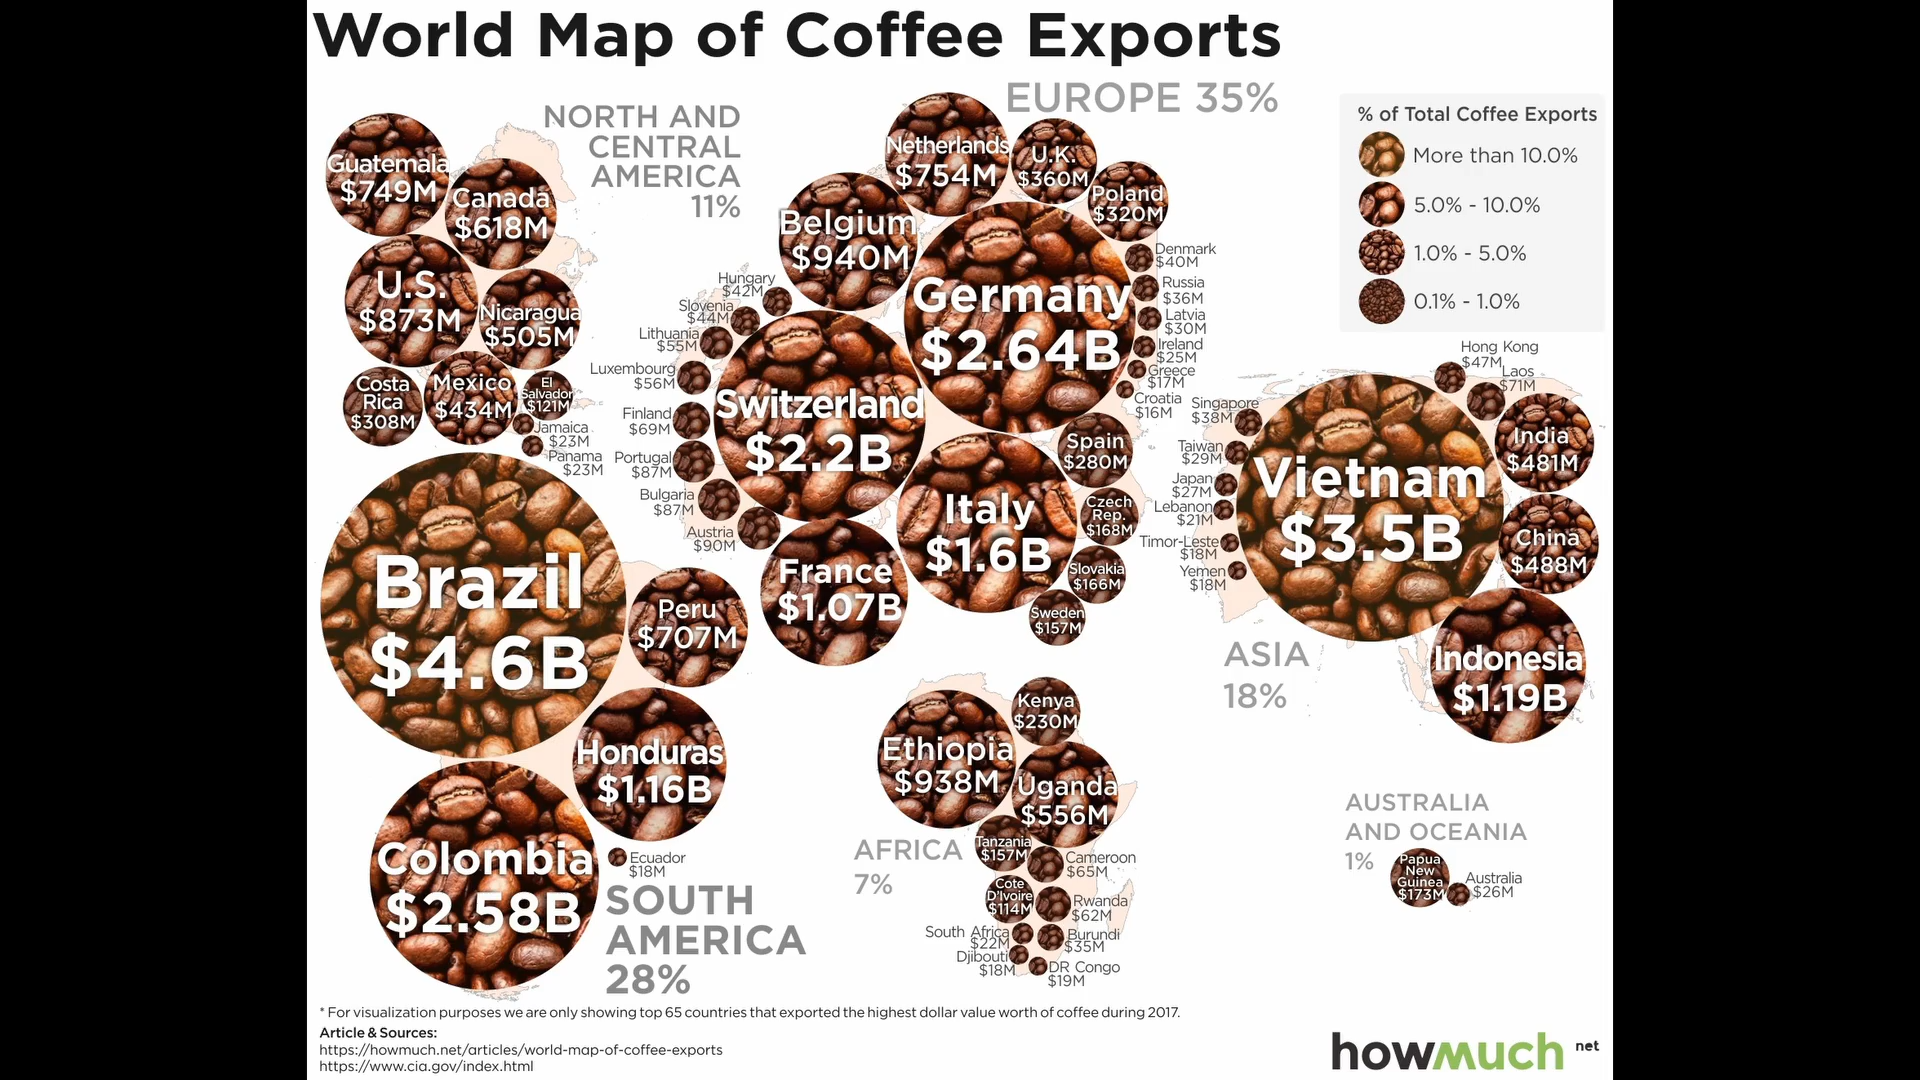 World Map of Coffee Exports
NORTH AND
CENTRAL
AMERICA
11%
Guatemala
$749M
Canada
$618M
U.S.
$873M
Nicaragua
$505M
Costa
Rica
$308M
Mexico
$434M
El
Salvador
$121M
Jamaica
$23M
Panama
$23M
EUROPE 35%
Netherlands
$754M
U.K.
$360M
Poland
$320M
Belgium
$940M
Germany
$2.64B
Denmark
$40M
Russia
$36M
Latvia
$30M
Ireland
$25M
Greece
$17M
Croatia
$16M
Hungary
$42M
Slovenia
$44M
Lithuania
$55M
Luxembourg
$56M
Finland
$69M
Portugal
$87M
Bulgaria
$87M
Austria
$90M
Switzerland
$2.2B
Spain
$280M
Italy
$1.6B
Czech
Rep.
$168M
Slovakia
$166M
Sweden
$157M
France
$1.07B
% of Total Coffee Exports
More than 10.0%
5.0% - 10.0%
1.0% - 5.0%
0.1% - 1.0%
Hong Kong
$47M
Laos
$71M
Singapore
$38M
Taiwan
$29M
Japan
$27M
Lebanon
$21M
Timor-Leste
$18M
Yemen
$18M
Vietnam
$3.5B
India
$481M
China
$488M
Indonesia
$1.19B
ASIA
18%
Brazil
$4.6B
Peru
$707M
Honduras
$1.16B
Colombia
$2.58B
Ecuador
$18M
SOUTH
AMERICA
28%
Kenya
$230M
Ethiopia
$938M
Uganda
$556M
Tanzania
$157M
Cameroon
$65M
Cote
D'Ivoire
$114M
Rwanda
$62M
South Africa
$22M
Burundi
$35M
Djibouti
$18M
DR Congo
$19M
AFRICA
7%
AUSTRALIA
AND OCEANIA
1%
Papua
New
Guinea
$173M
Australia
$26M
* For visualization purposes we are only showing top 65 countries that exported the highest dollar value worth of coffee during 2017.
Article & Sources:
https://howmuch.net/articles/world-map-of-coffee-exports
https://www.cia.gov/index.html
howmuch net